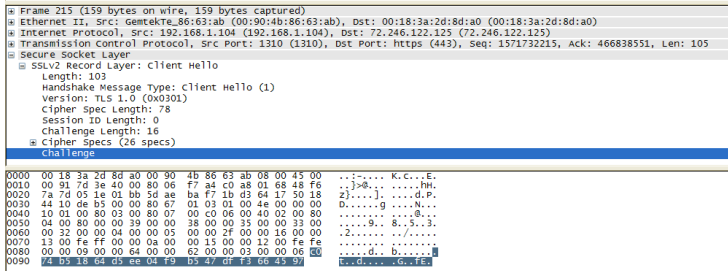 Frame 215 (159 bytes on wire, 159 bytes captured)
Ethernet II, Src: GemtekTe_86:63:ab (00:90:4b:86:63:ab), Dst: 00:18:3a:2d:8d:a0 (00:18:3a:2d:8d:a0)
Internet Protocol, Src: 192.168.1.104 (192.168.1.104), Dst: 72.246.122.125 (72.246.122.125)
Transmission Control Protocol, Src Port: 1310 (1310), Dst Port: https (443), Seq: 1571732215, Ack: 466838551, Len: 105
Secure Socket Layer
SSLv2 Record Layer: Client Hello
Length: 103
Handshake Message Type: Client Hello (1)
Version: TLS 1.0 (0x0301)
Cipher Spec Length: 78
Session ID Length: 0
Challenge Length: 16
Cipher Specs (26 specs)
Challenge
0000 00 18 3a 2d 8d a0 00 90 4b 86 63 ab 08 00 45 00 ..:-.... K.c...E.
0010 00 91 7d 3e 40 00 80 06 f7 a4 c0 a8 01 68 48 f6 ..}>@... .....hH.
0020 7a 7d 05 1e 01 bb 5d ae ba f7 1b d3 64 17 50 18 z}....]. ....d.P.
0030 44 10 de b5 00 00 80 67 01 03 01 00 4e 00 00 00 D......g ....N...
0040 10 01 00 80 03 00 80 07 00 c0 06 00 40 02 00 80 ........ ....@...
0050 04 00 80 00 00 39 00 00 38 00 00 35 00 00 33 00 .....9.. 8..5..3.
0060 00 32 00 00 04 00 00 05 00 00 2f 00 00 16 00 00 .2...... ../.....
0070 13 00 fe ff 00 00 0a 00 00 15 00 00 12 00 fe fe ........ ........
0080 00 00 09 00 00 64 00 00 62 00 00 03 00 00 06 c0 .....d.. b.......
0090 74 b5 18 64 d5 ee 04 f9 b5 47 df f3 66 45 97 t..d.... .G..fE.